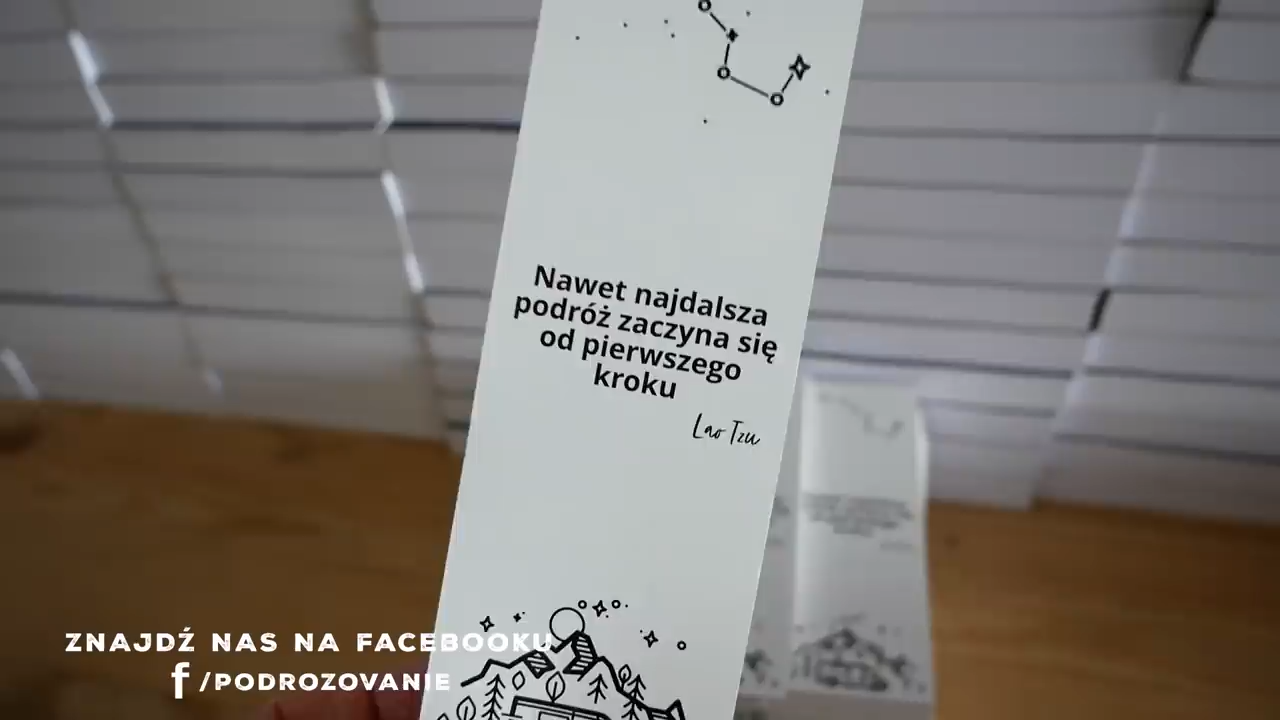 Nawet najdalsza
podróż zaczyna się
od pierwszego
kroku
Lao Tzu
ZNAJDŹ NAS NA FACEBOOKU
f/PODROZOVANIE